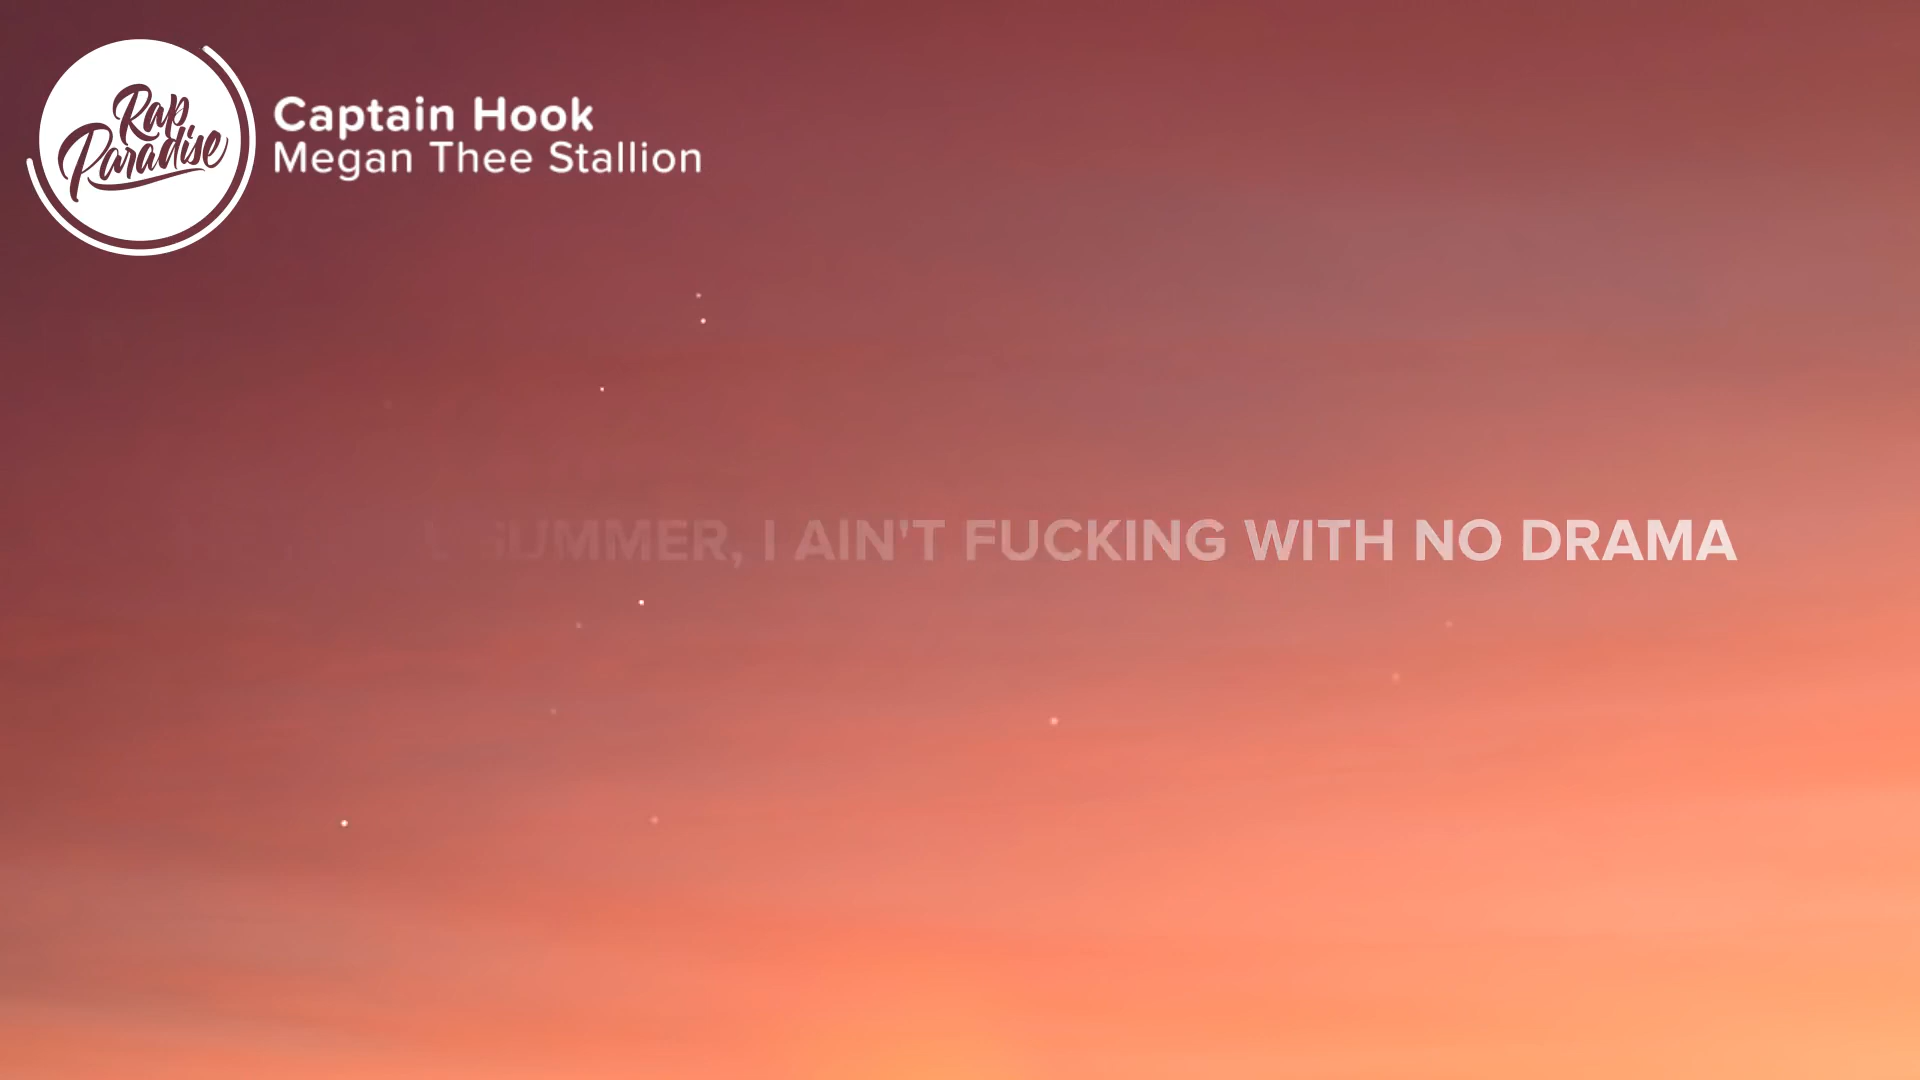 Rap
Paradise
Captain Hook
Megan Thee Stallion
SUMMER, I AIN'T FUCKING WITH NO DRAMA